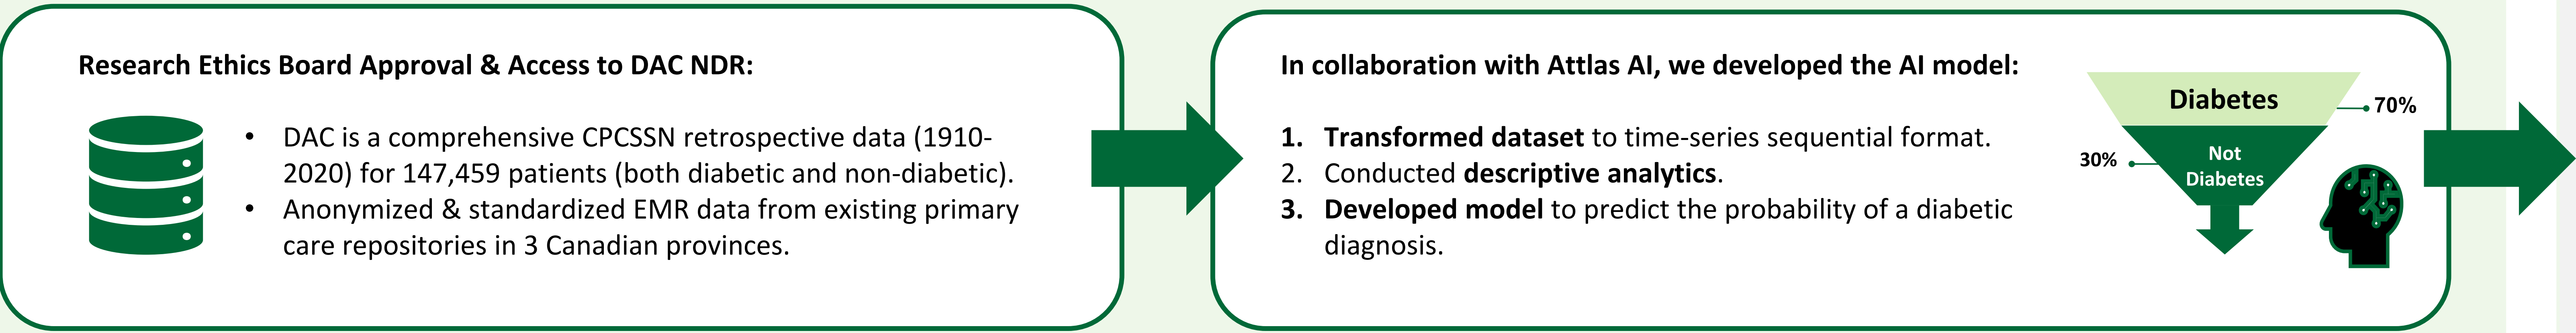 Research Ethics Board Approval & Access to DAC NDR:
• DAC is a comprehensive CPCSSN retrospective data (1910-
2020) for 147,459 patients (both diabetic and non-diabetic).
• Anonymized & standardized EMR data from existing primary
care repositories in 3 Canadian provinces.
In collaboration with Attlas AI, we developed the AI model:
1. Transformed dataset to time-series sequential format.
2. Conducted descriptive analytics.
3. Developed model to predict the probability of a diabetic
diagnosis.
Diabetes
70%
30%
Not
Diabetes